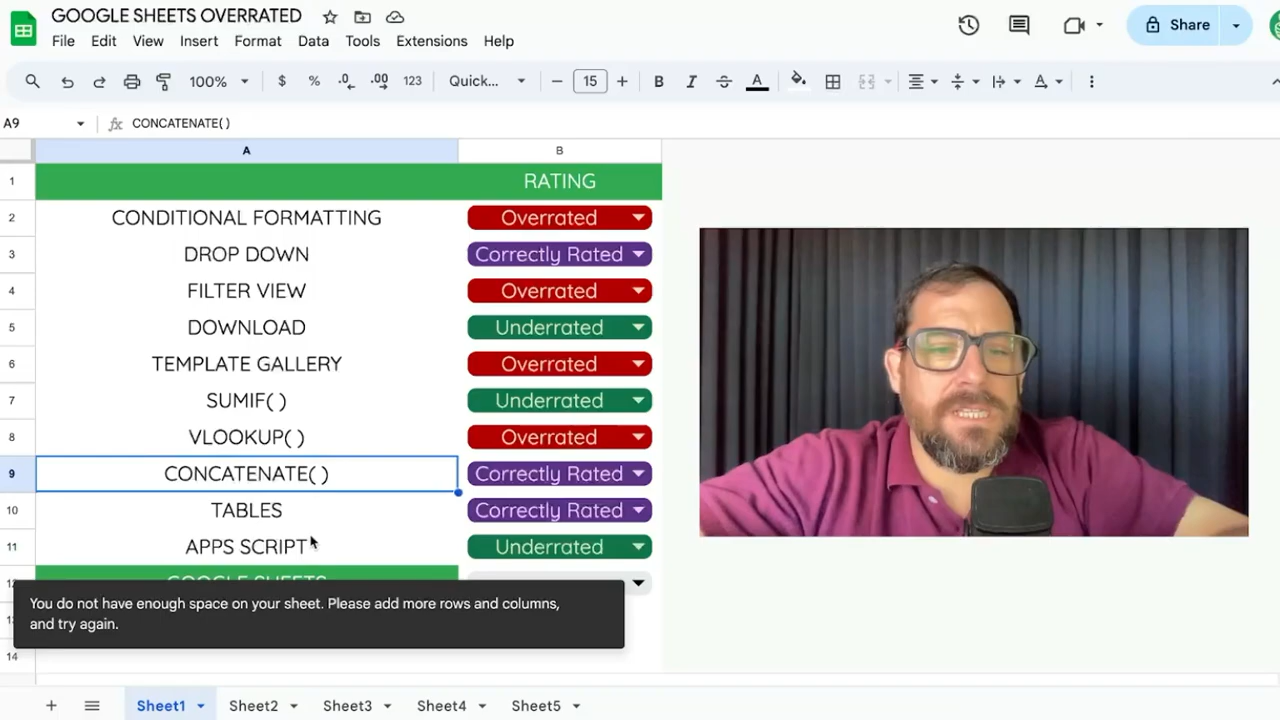 GOOGLE SHEETS OVERRATED
File Edit View Insert Format Data Tools Extensions Help
Share
100% $ % .0 .00 123 Quick... − 15 + B I S A A
A9 fx CONCATENATE( )
A B
1 RATING
2 CONDITIONAL FORMATTING Overrated
3 DROP DOWN Correctly Rated
4 FILTER VIEW Overrated
5 DOWNLOAD Underrated
6 TEMPLATE GALLERY Overrated
7 SUMIF( ) Underrated
8 VLOOKUP( ) Overrated
9 CONCATENATE( ) Correctly Rated
10 TABLES Correctly Rated
11 APPS SCRIPT Underrated
GOOGLE SHEETS
You do not have enough space on your sheet. Please add more rows and columns,
and try again.
14
+ Sheet1 Sheet2 Sheet3 Sheet4 Sheet5